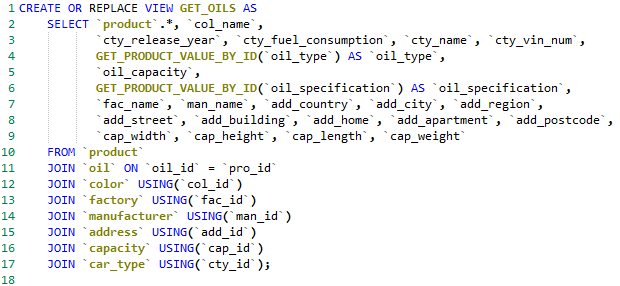 1 CREATE OR REPLACE VIEW GET_OILS AS
2 SELECT `product`.*, `col_name`,
3 `cty_release_year`, `cty_fuel_consumption`, `cty_name`, `cty_vin_num`,
4 GET_PRODUCT_VALUE_BY_ID(`oil_type`) AS `oil_type`,
5 `oil_capacity`,
6 GET_PRODUCT_VALUE_BY_ID(`oil_specification`) AS `oil_specification`,
7 `fac_name`, `man_name`, `add_country`, `add_city`, `add_region`,
8 `add_street`, `add_building`, `add_home`, `add_apartment`, `add_postcode`,
9 `cap_width`, `cap_height`, `cap_length`, `cap_weight`
10 FROM `product`
11 JOIN `oil` ON `oil_id` = `pro_id`
12 JOIN `color` USING(`col_id`)
13 JOIN `factory` USING(`fac_id`)
14 JOIN `manufacturer` USING(`man_id`)
15 JOIN `address` USING(`add_id`)
16 JOIN `capacity` USING(`cap_id`)
17 JOIN `car_type` USING(`cty_id`);
18